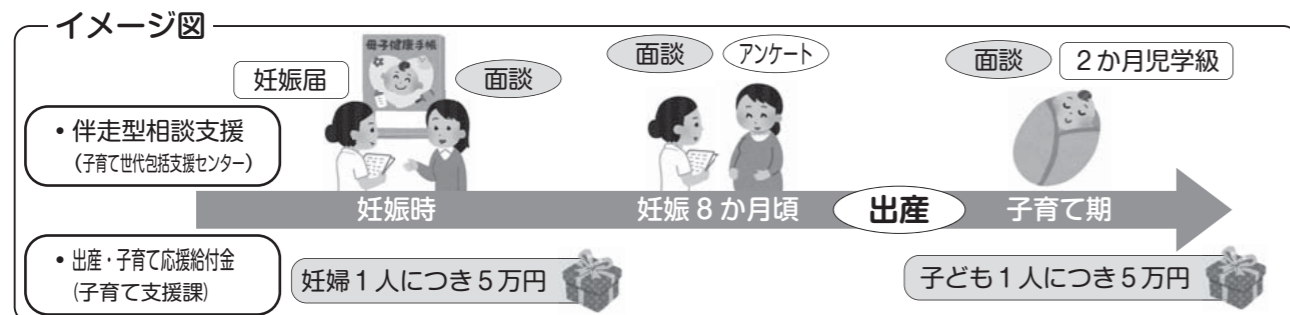 イメージ図
母子健康手帳
妊娠届
面談
面談
アンケート
面談
2か月児学級
・伴走型相談支援
(子育て世代包括支援センター)
妊娠時
妊娠8か月頃
出産
子育て期
・出産・子育て応援給付金
(子育て支援課)
妊婦1人につき5万円
子ども1人につき5万円